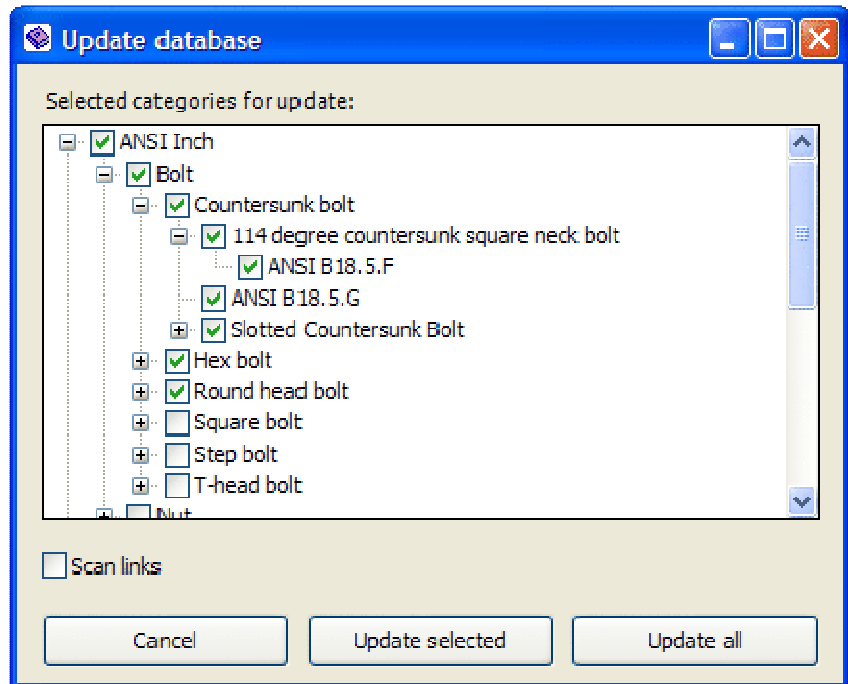 Update database
Selected categories for update:
ANSI Inch
Bolt
Countersunk bolt
114 degree countersunk square neck bolt
ANSI B18.5.F
ANSI B18.5.G
Slotted Countersunk Bolt
Hex bolt
Round head bolt
Square bolt
Step bolt
T-head bolt
Nut
Scan links
Cancel Update selected Update all